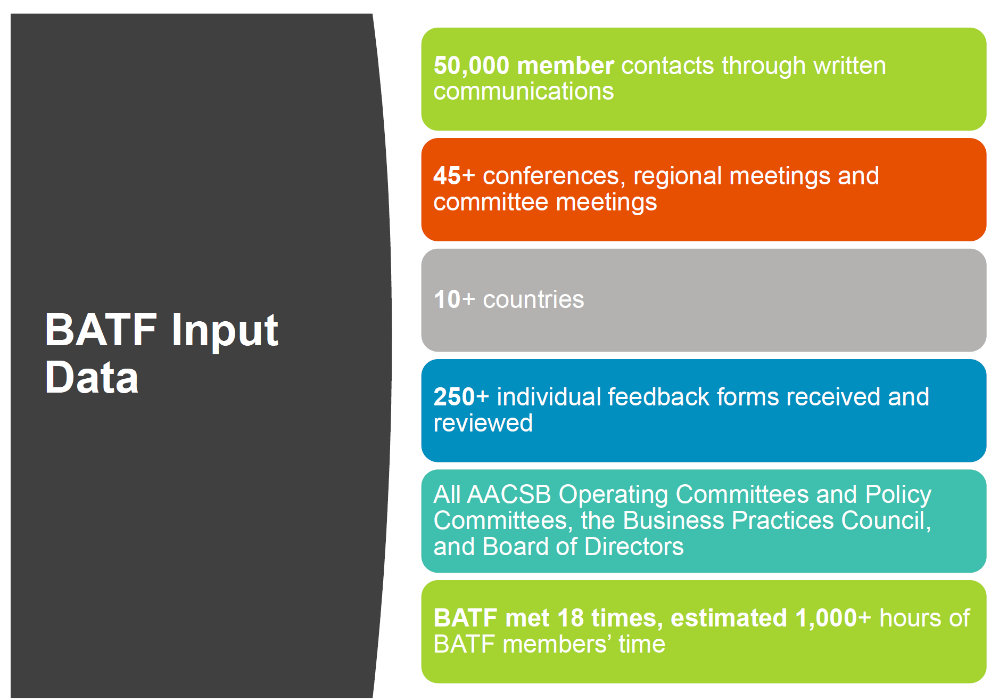 BATF Input
Data
50,000 member contacts through written
communications
45+ conferences, regional meetings and
committee meetings
10+ countries
250+ individual feedback forms received and
reviewed
All AACSB Operating Committees and Policy
Committees, the Business Practices Council,
and Board of Directors
BATF met 18 times, estimated 1,000+ hours of
BATF members’ time